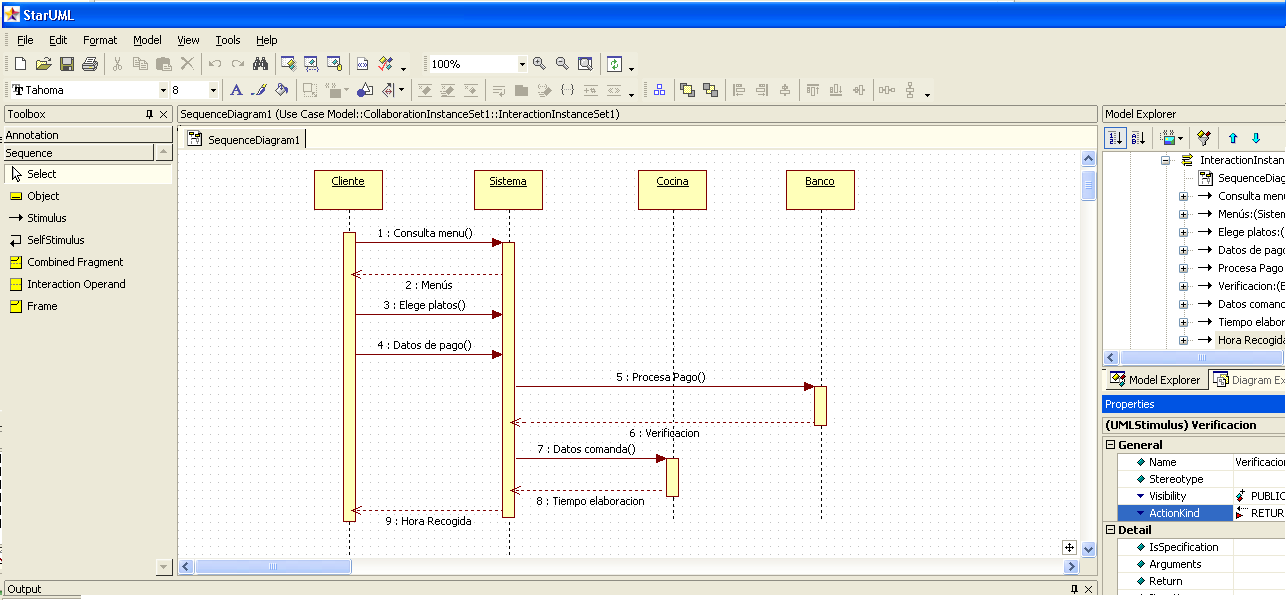 StarUML
File Edit Format Model View Tools Help
100%
Tahoma 8
Toolbox
Annotation
Sequence
Select
Object
Stimulus
SelfStimulus
Combined Fragment
Interaction Operand
Frame
SequenceDiagram1 (Use Case Model::CollaborationInstanceSet1::InteractionInstanceSet1)
SequenceDiagram1
Cliente Sistema Cocina Banco
1 : Consulta menu()
2 : Menús
3 : Elege platos()
4 : Datos de pago()
5 : Procesa Pago()
6 : Verificacion
7 : Datos comanda()
8 : Tiempo elaboracion
9 : Hora Recogida
Model Explorer
InteractionInstan
SequenceDiag
Consulta menu
Menús:(Sistem
Elege platos:(
Datos de pago
Procesa Pago
Verificacion:(B
Datos comand
Tiempo elabor
Hora Recogida
Model Explorer Diagram Ex
Properties
(UMLStimulus) Verificacion
General
Name Verificacion
Stereotype
Visibility PUBLIC
ActionKind RETUR
Detail
IsSpecification
Arguments
Return
Output